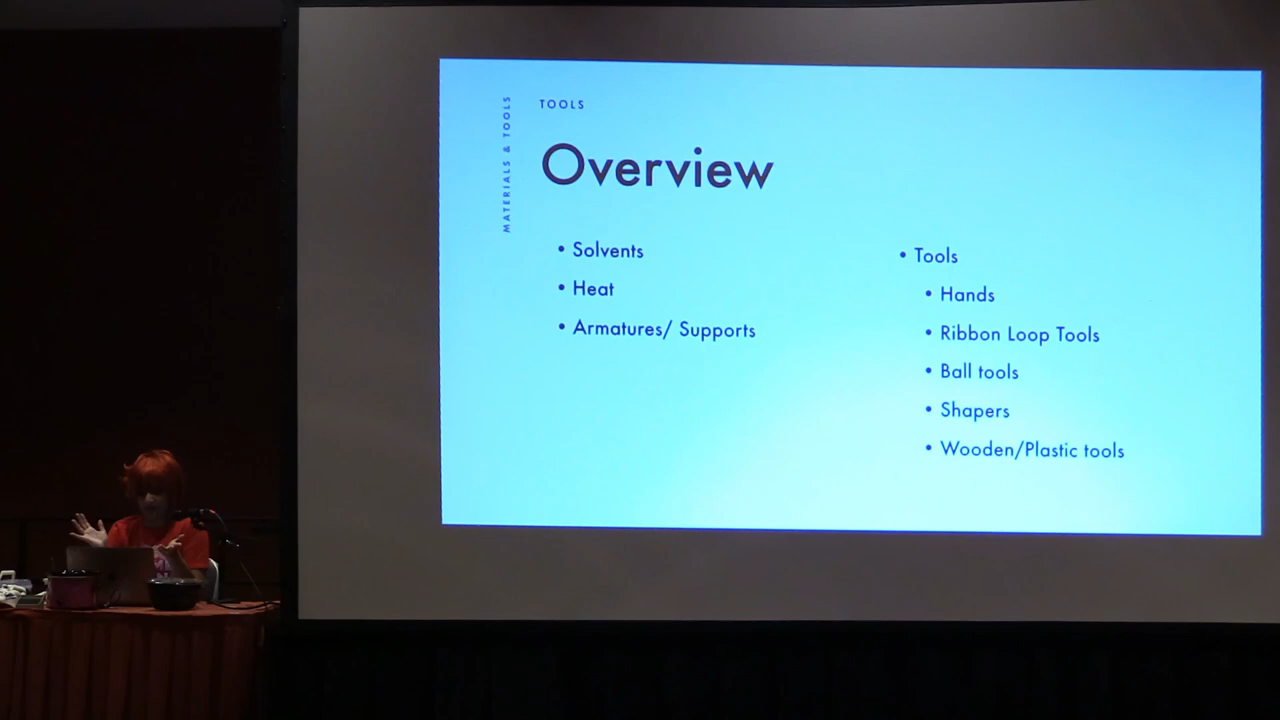 MATERIALS & TOOLS
TOOLS
Overview
• Solvents
• Heat
• Armatures/ Supports
• Tools
• Hands
• Ribbon Loop Tools
• Ball tools
• Shapers
• Wooden/Plastic tools